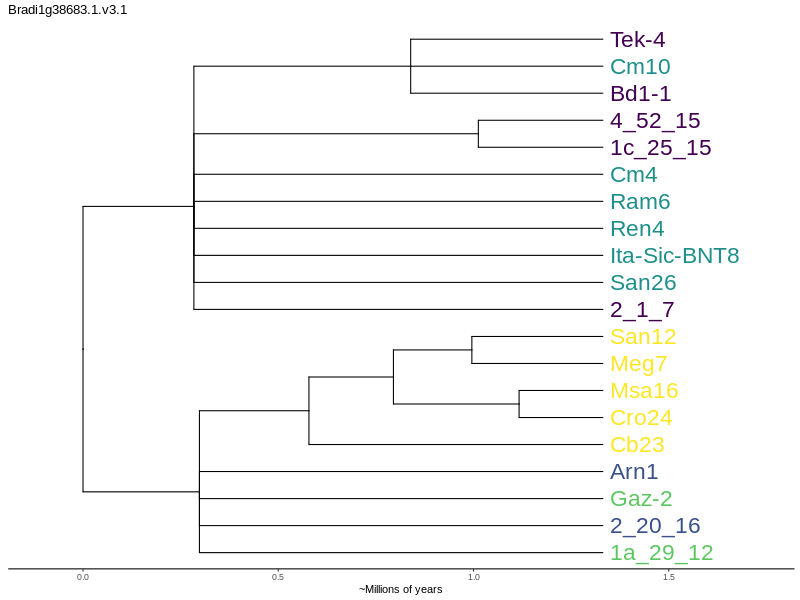 Bradi1g38683.1.v3.1
Tek-4
Cm10
Bd1-1
4_52_15
1c_25_15
Cm4
Ram6
Ren4
Ita-Sic-BNT8
San26
2_1_7
San12
Meg7
Msa16
Cro24
Cb23
Arn1
Gaz-2
2_20_16
1a_29_12
0.0 0.5 1.0 1.5
~Millions of years